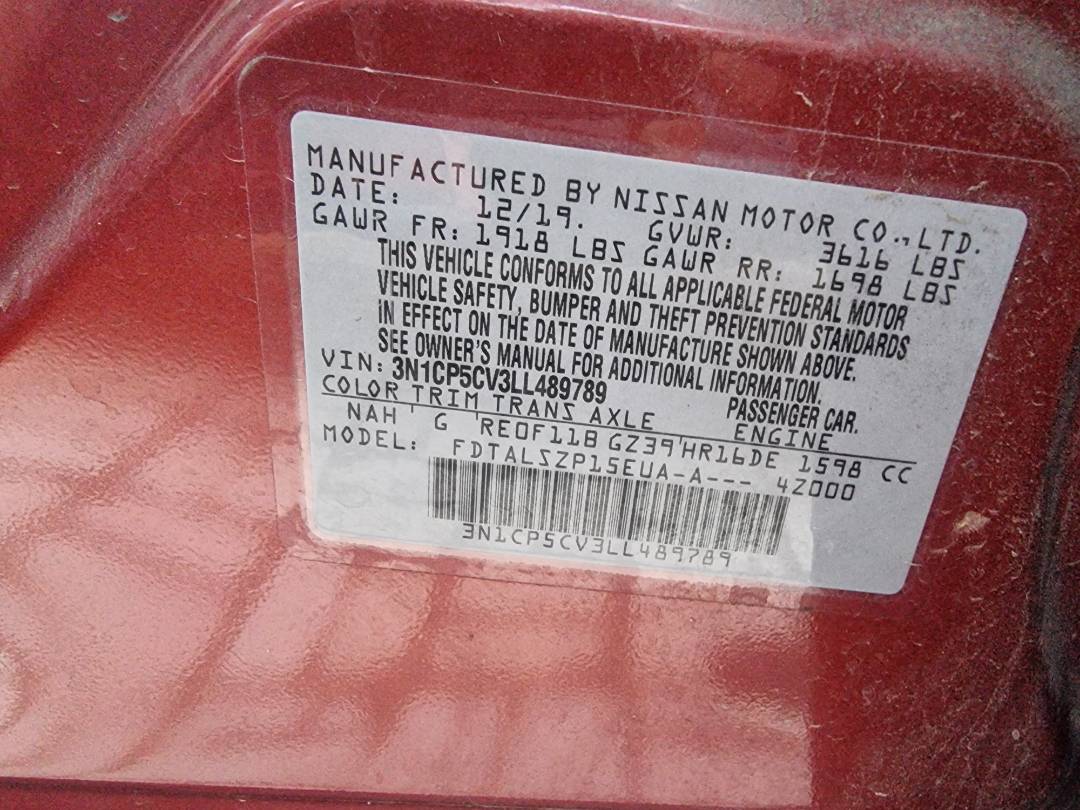 MANUFACTURED BY NISSAN MOTOR CO.,LTD.
DATE: 12/19. GVWR: 3616 LBS
GAWR FR: 1918 LBS GAWR RR: 1698 LBS
THIS VEHICLE CONFORMS TO ALL APPLICABLE FEDERAL MOTOR
VEHICLE SAFETY, BUMPER AND THEFT PREVENTION STANDARDS
IN EFFECT ON THE DATE OF MANUFACTURE SHOWN ABOVE.
SEE OWNER'S MANUAL FOR ADDITIONAL INFORMATION.
VIN: 3N1CP5CV3LL489789 PASSENGER CAR.
COLOR TRIM TRANS AXLE ENGINE
NAH ' G 'RE0F11B GZ39'HR16DE 1598 CC
MODEL: FDTALSZP15EUA-A--- 4Z000
3N1CP5CV3LL489789